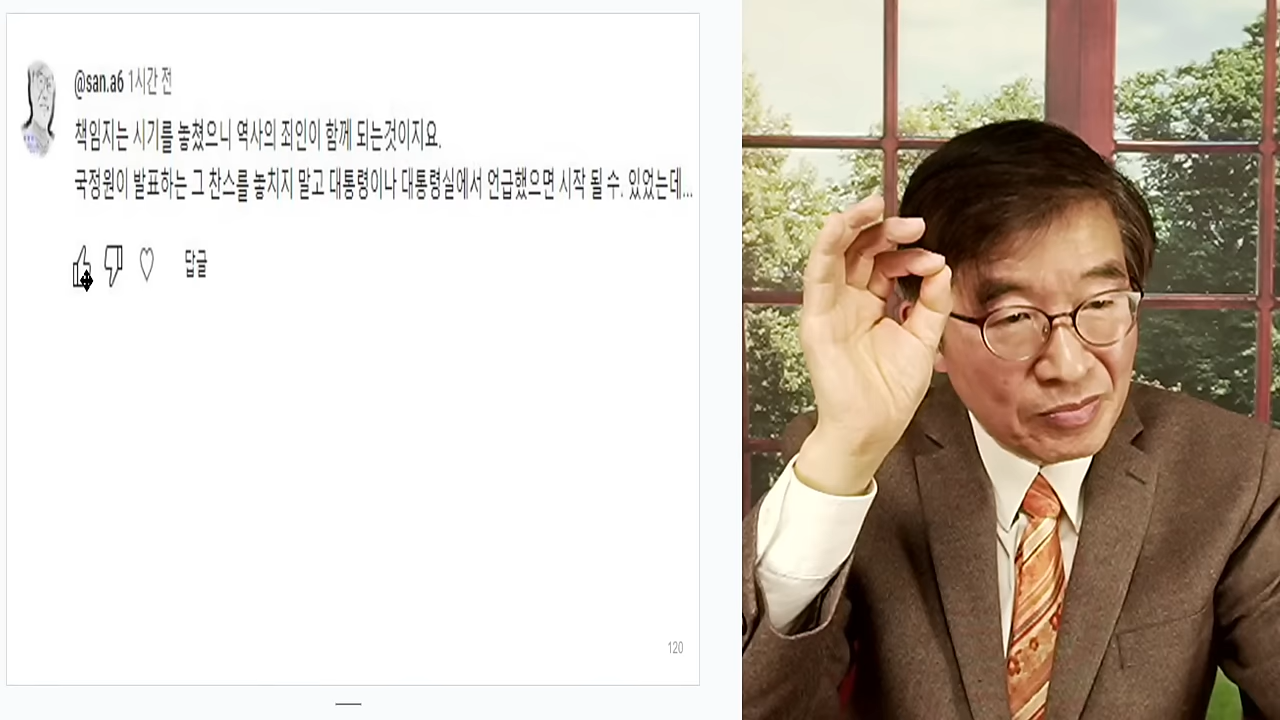 @san.a6 1시간 전
책임지는 시기를 놓쳤으니 역사의 죄인이 함께 되는것이지요.
국정원이 발표하는 그 찬스를 놓치지 말고 대통령이나 대통령실에서 언급했으면 시작 될 수. 있었는데...
답글
120